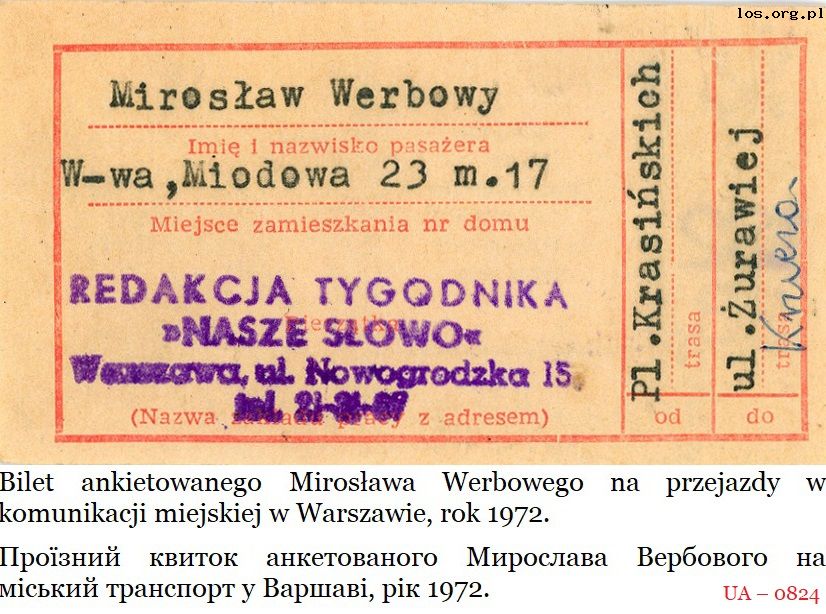 los.org.pl
Mirosław Werbowy
Imię i nazwisko pasażera
W-wa,Miodowa 23 m.17
Miejsce zamieszkania nr domu
REDAKCJA TYGODNIKA
Pieczątka
»NASZE SŁOWO«
Warszawa, ul. Nowogrodzka 15
tel. 21-
(Nazwa zakładu pracy z adresem)
Pl.Krasińskich
trasa
od
ul.Żurawiej
trasa
do
Bilet ankietowanego Mirosława Werbowego na przejazdy w
komunikacji miejskiej w Warszawie, rok 1972.
Проїзний квиток анкетованого Мирослава Вербового на
міський транспорт у Варшаві, рік 1972.
UA – 0824